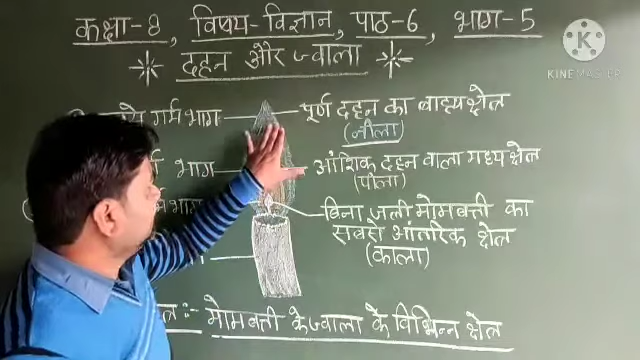 कक्षा-8, विषय-विज्ञान, पाठ-6, भाग-5
दहन और ज्वाला
KINEMASTER
गर्म भाग
पूर्ण दहन का बाह्य क्षेत्र
(नीला)
भाग
आंशिक दहन वाला मध्य क्षेत्र
(पीला)
भाग
बिना जली मोमबत्ती का
सबसे आंतरिक क्षेत्र
(काला)
:- मोमबत्ती के ज्वाला के विभिन्न क्षेत्र